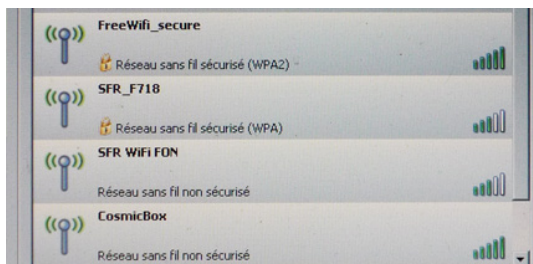 FreeWifi_secure
Réseau sans fil sécurisé (WPA2)
SFR_F718
Réseau sans fil sécurisé (WPA)
SFR WiFi FON
Réseau sans fil non sécurisé
CosmicBox
Réseau sans fil non sécurisé